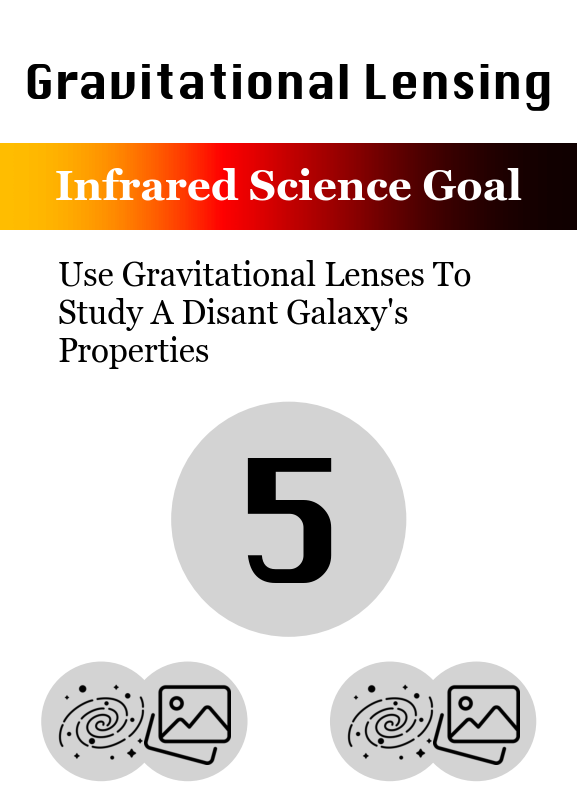 Gravitational Lensing
Infrared Science Goal
Use Gravitational Lenses To
Study A Disant Galaxy's
Properties
5